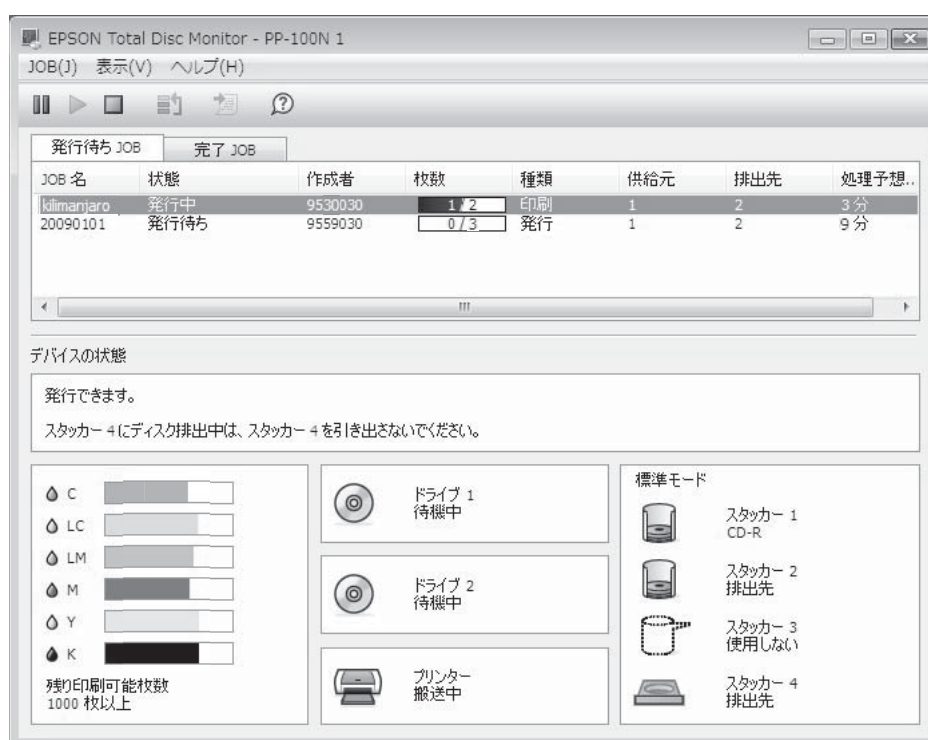 EPSON Total Disc Monitor - PP-100N 1
JOB(J) 表示(V) ヘルプ(H)
発行待ち JOB 完了 JOB
JOB 名 状態 作成者 枚数 種類 供給元 排出先 処理予想..
kilimanjaro 発行中 9530030 1 / 2 印刷 1 2 3 分
20090101 発行待ち 9559030 0 / 3 発行 1 2 9 分
デバイスの状態
発行できます。
スタッカー 4にディスク排出中は、スタッカー 4を引き出さないでください。
C
LC
LM
M
Y
K
残り印刷可能枚数
1000 枚以上
ドライブ 1
待機中
ドライブ 2
待機中
プリンター
搬送中
標準モード
スタッカー 1
CD-R
スタッカー 2
排出先
スタッカー 3
使用しない
スタッカー 4
排出先